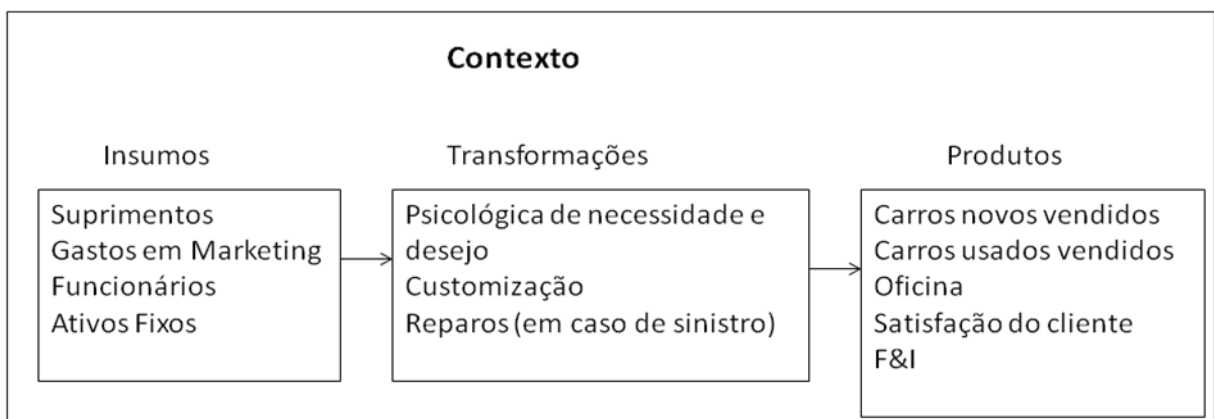 Contexto
Insumos
Suprimentos
Gastos em Marketing
Funcionários
Ativos Fixos
Transformações
Psicológica de necessidade e
desejo
Customização
Reparos (em caso de sinistro)
Produtos
Carros novos vendidos
Carros usados vendidos
Oficina
Satisfação do cliente
F&I